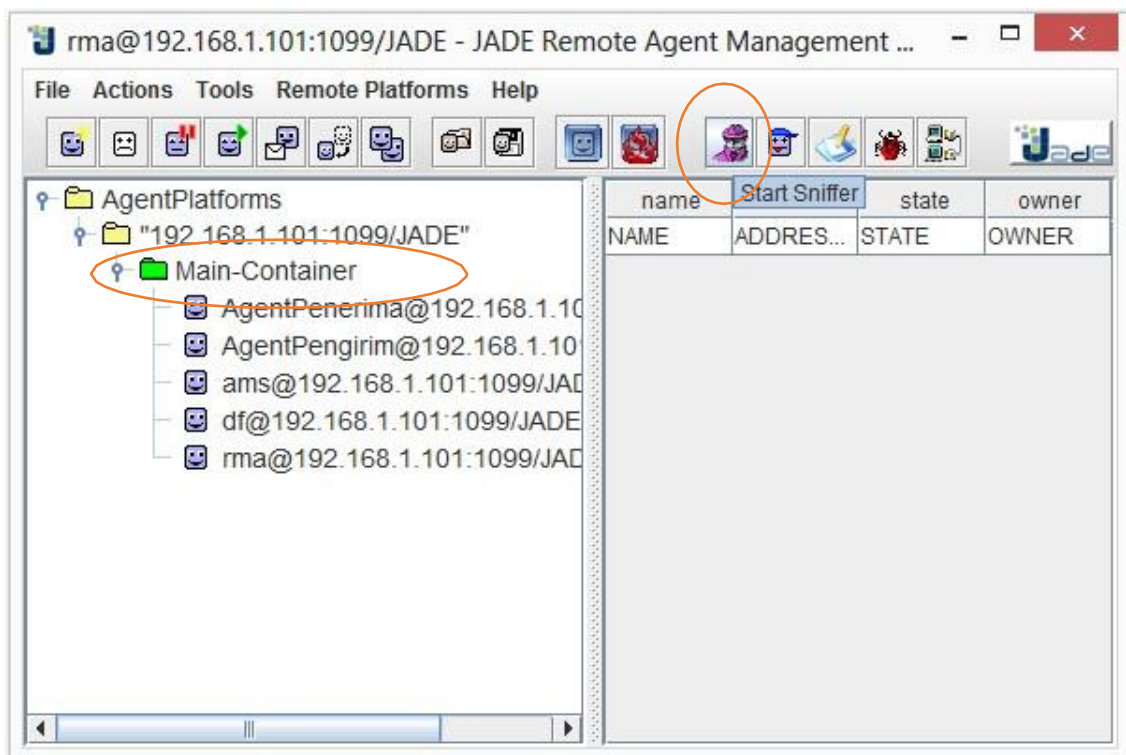 rma@192.168.1.101:1099/JADE - JADE Remote Agent Management ...
File Actions Tools Remote Platforms Help
Jade
AgentPlatforms
"192.168.1.101:1099/JADE"
Main-Container
AgentPenerima@192.168.1.10
AgentPengirim@192.168.1.10
ams@192.168.1.101:1099/JAD
df@192.168.1.101:1099/JADE
rma@192.168.1.101:1099/JAD
name Start Sniffer state owner
NAME ADDRES... STATE OWNER